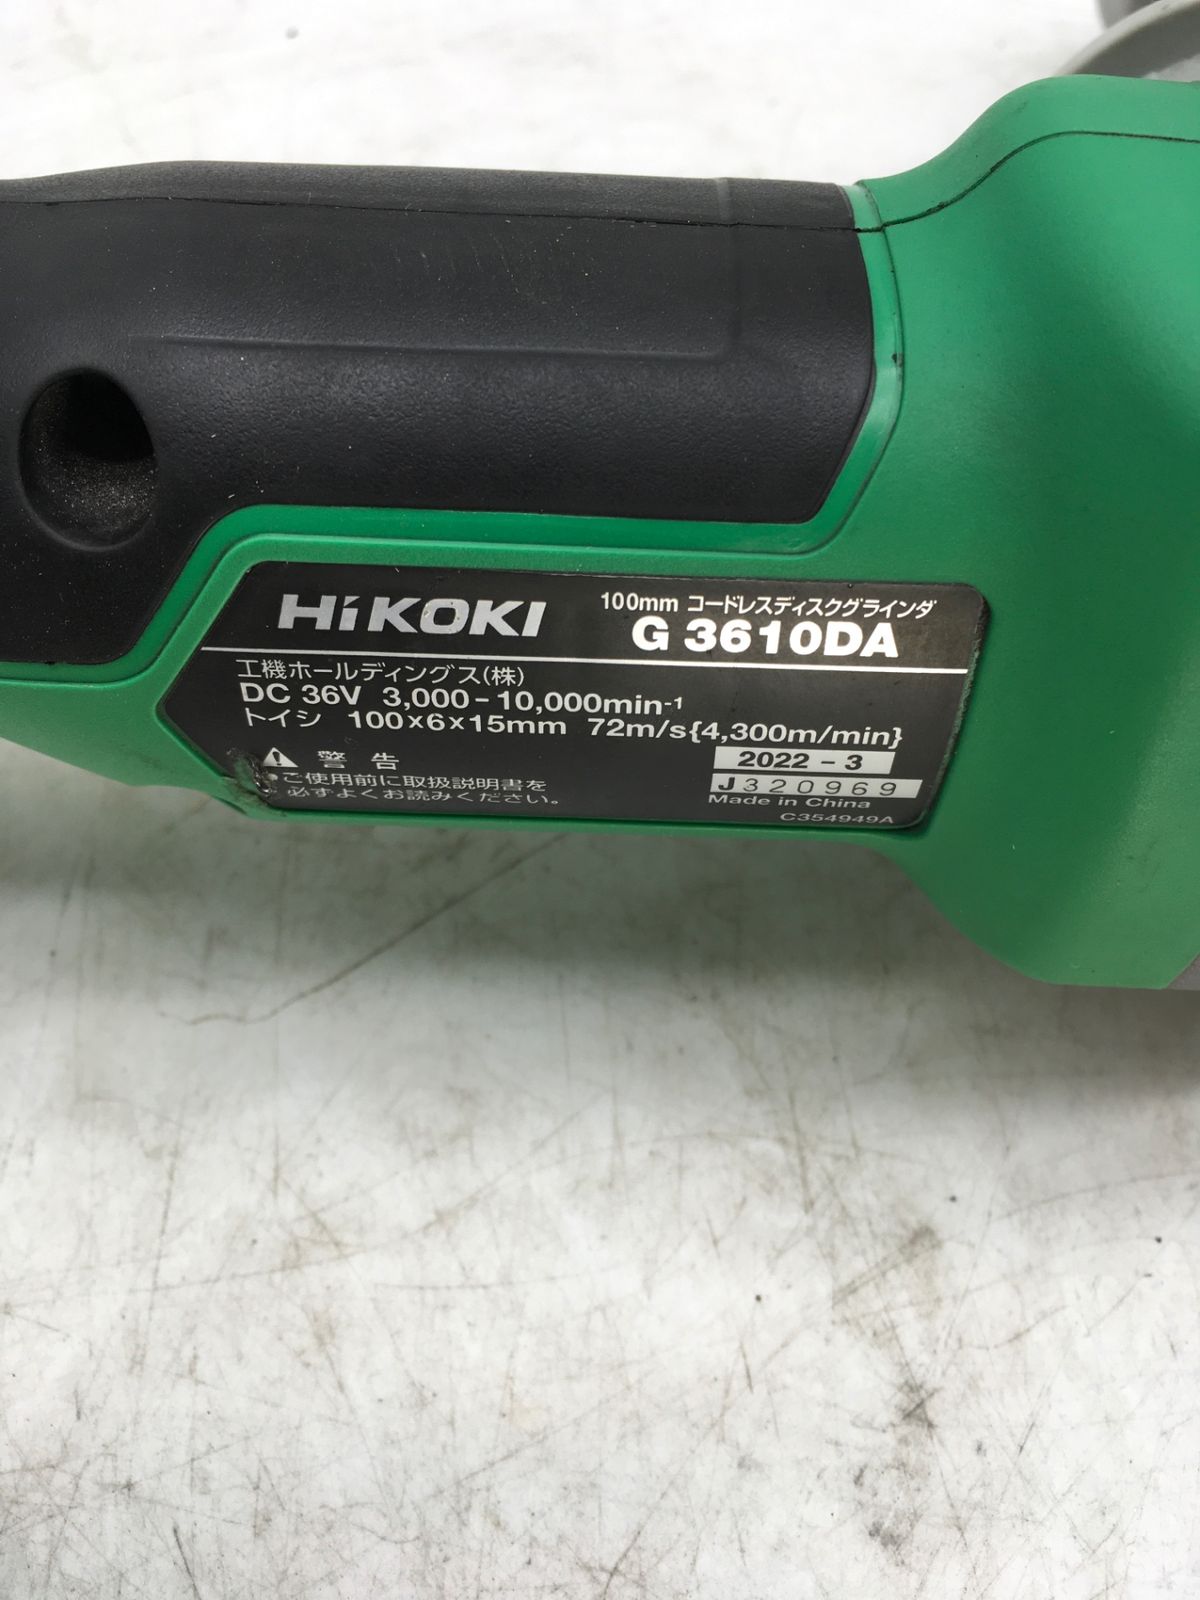 HiKOKI
100mm コードレスディスクグラインダ
G 3610DA
工機ホールディングス(株)
DC 36V 3,000-10,000min-1
トイシ 100×6×15mm 72m/s{4,300m/min}
警告
●ご使用前に取扱説明書を
必ずよくお読みください。
2022 - 3
J320969
Made in China
C354949A